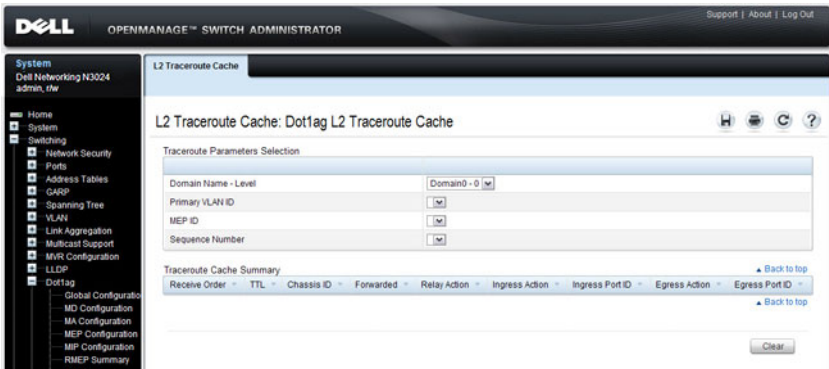 Support | About | Log Out
DELL OPENMANAGE™ SWITCH ADMINISTRATOR
System
Dell Networking N3024
admin, r/w
L2 Traceroute Cache
Home
System
Switching
Network Security
Ports
Address Tables
GARP
Spanning Tree
VLAN
Link Aggregation
Multicast Support
MVR Configuration
LLDP
Dot1ag
Global Configuratio
MD Configuration
MA Configuration
MEP Configuration
MIP Configuration
RMEP Summary
L2 Traceroute Cache: Dot1ag L2 Traceroute Cache
Traceroute Parameters Selection
Domain Name - Level Domain0 - 0
Primary VLAN ID
MEP ID
Sequence Number
Back to top
Traceroute Cache Summary
Receive Order TTL Chassis ID Forwarded Relay Action Ingress Action Ingress Port ID Egress Action Egress Port ID
Back to top
Clear